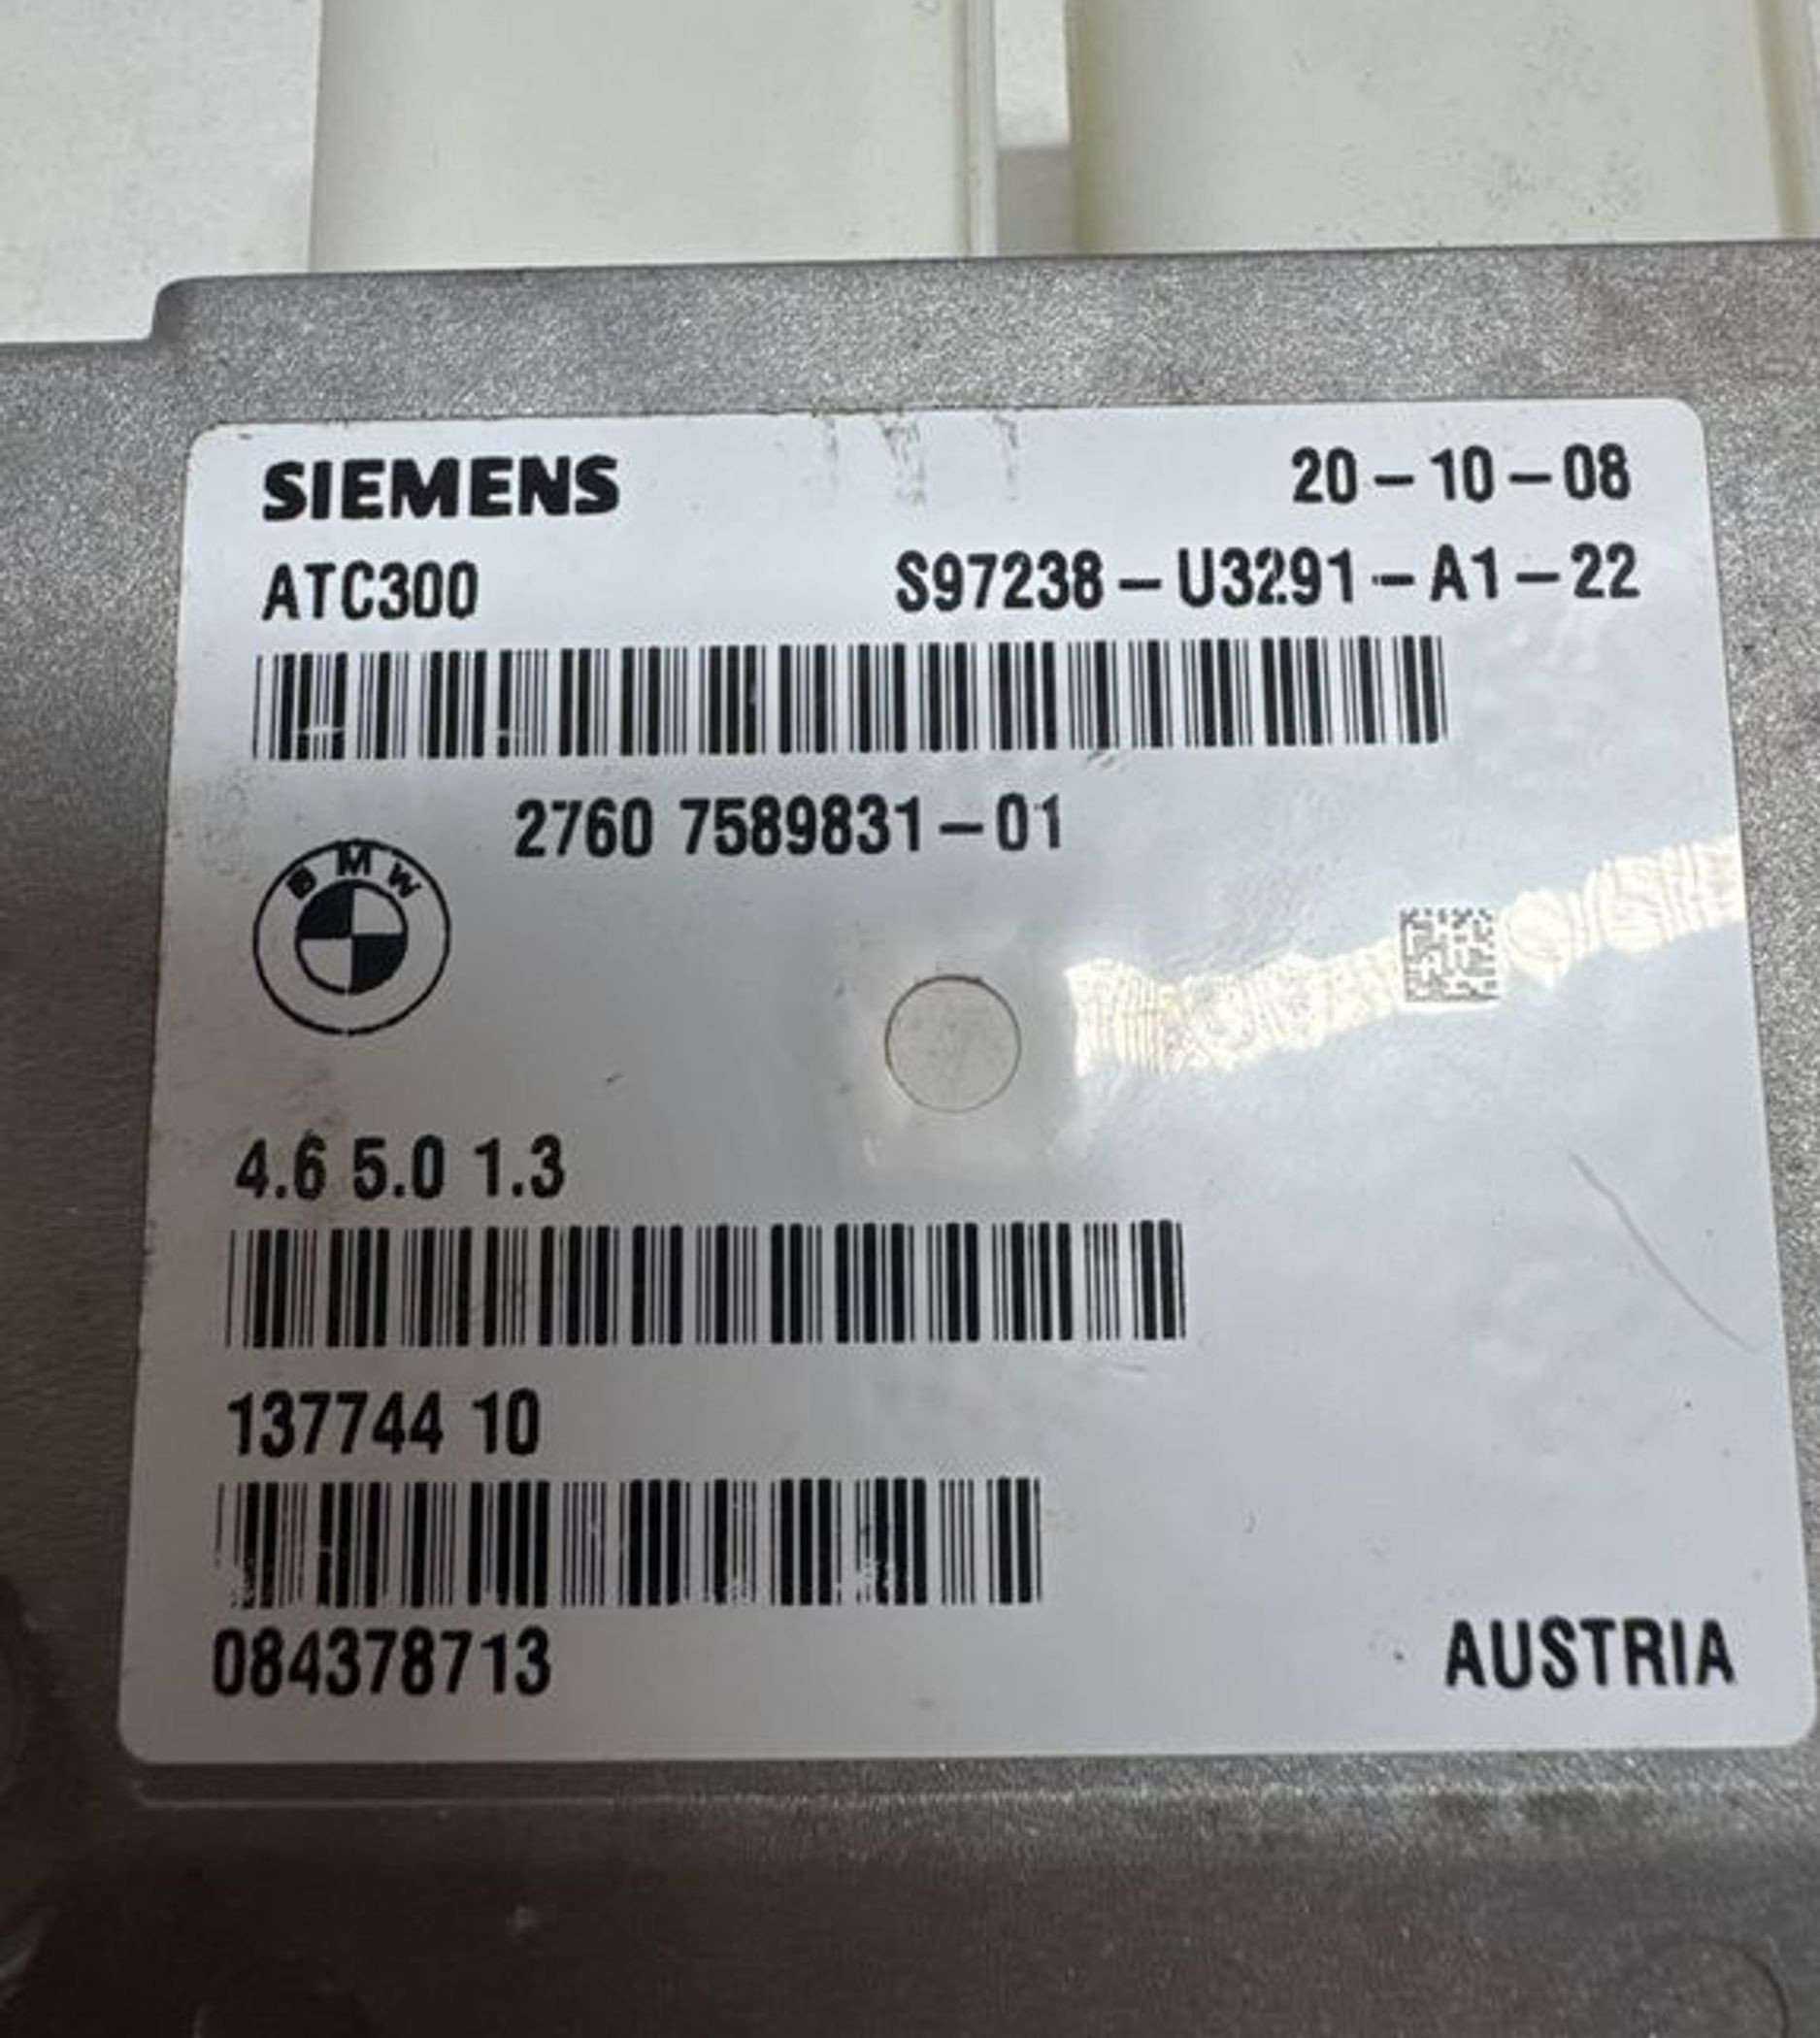 SIEMENS 20-10-08
ATC300 S97238-U3291-A1-22
2760 7589831-01
BMW
4.6 5.0 1.3
137744 10
084378713 AUSTRIA